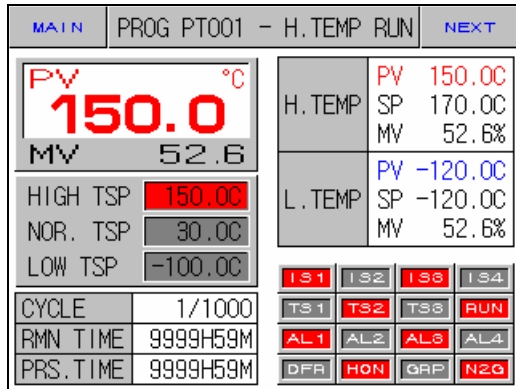 MAIN PROG PT001 - H.TEMP RUN NEXT
PV °C
150.0
MV 52.6
HIGH TSP 150.0C
NOR. TSP 30.0C
LOW TSP -100.0C
CYCLE 1/1000
RMN TIME 9999H59M
PRS.TIME 9999H59M
H.TEMP
PV 150.0C
SP 170.0C
MV 52.6%
L.TEMP
PV -120.0C
SP -120.0C
MV 52.6%
IS1 IS2 IS3 IS4
TS1 TS2 TS3 RUN
AL1 AL2 AL3 AL4
DFR HON GRP N2G